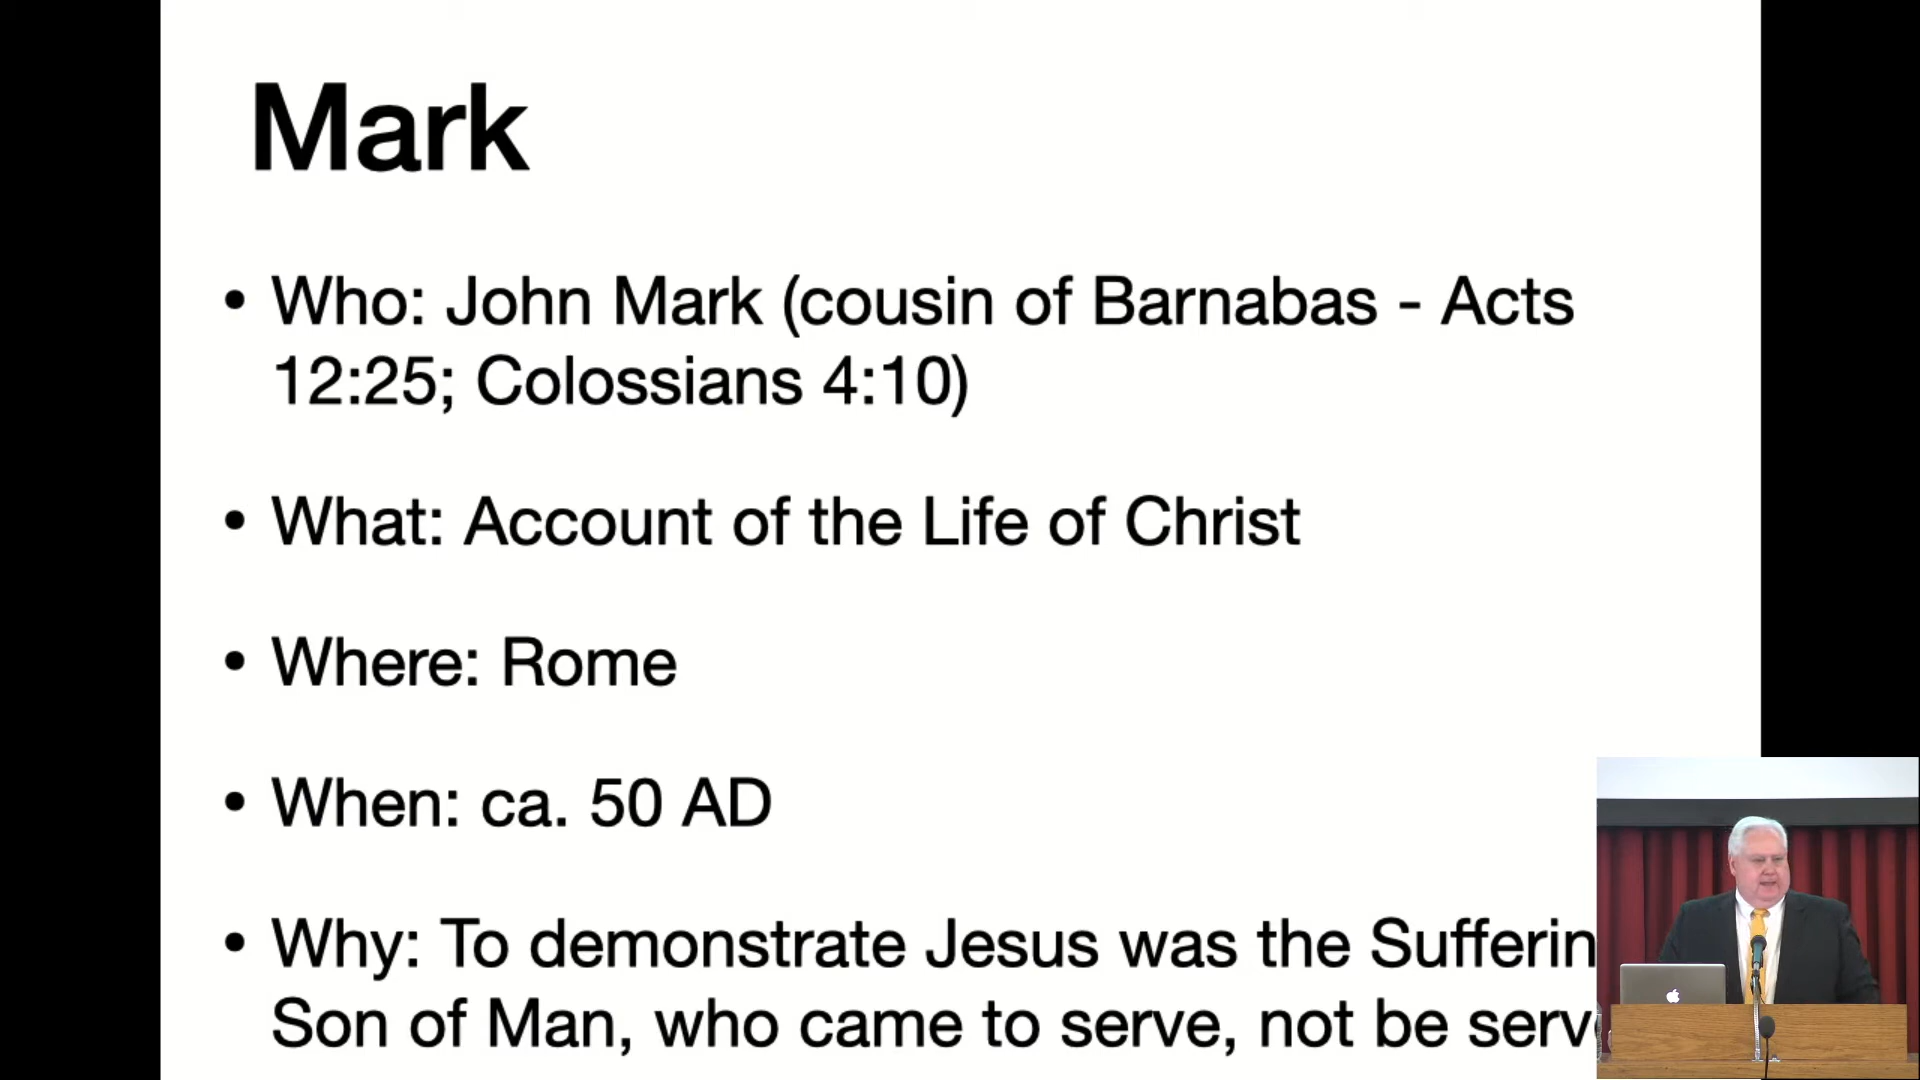 Mark
• Who: John Mark (cousin of Barnabas - Acts
12:25; Colossians 4:10)
• What: Account of the Life of Christ
• Where: Rome
• When: ca. 50 AD
• Why: To demonstrate Jesus was the
Son of Man, who came to serve, not be